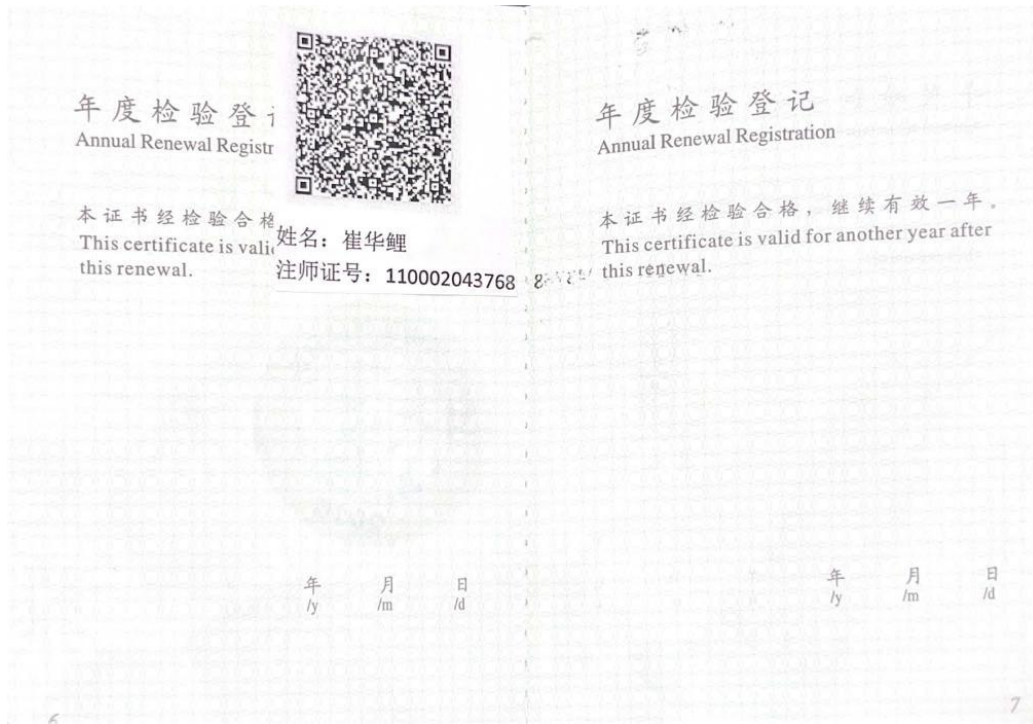 年度检验登
Annual Renewal Registr
本证书经检验合格
This certificate is valid
this renewal.
姓名：崔华鲤
注师证号：110002043768
年 月 日
/y /m /d
6
年度检验登记
Annual Renewal Registration
本证书经检验合格，继续有效一年。
This certificate is valid for another year after
this renewal.
年 月 日
/y /m /d
7